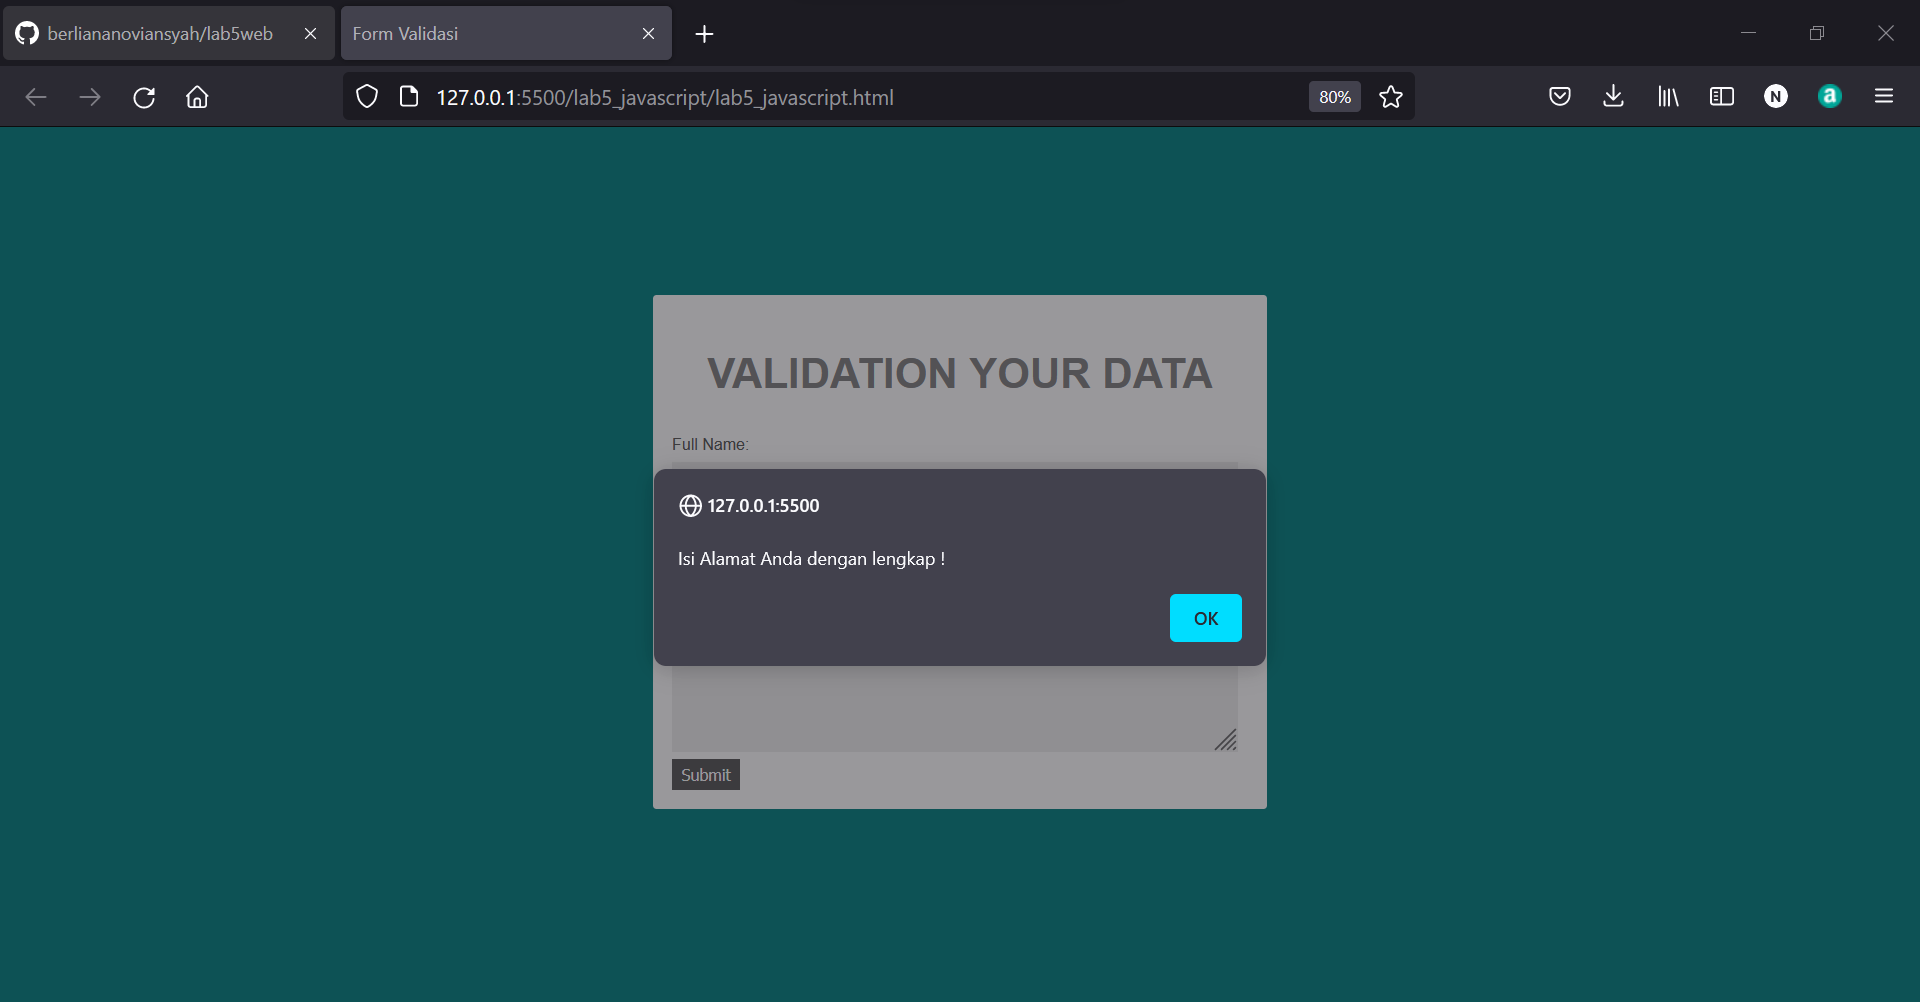 berliananoviansyah/lab5web
Form Validasi
127.0.0.1:5500/lab5_javascript/lab5_javascript.html
80%
N
a
VALIDATION YOUR DATA
Full Name:
127.0.0.1:5500
Isi Alamat Anda dengan lengkap !
OK
Submit